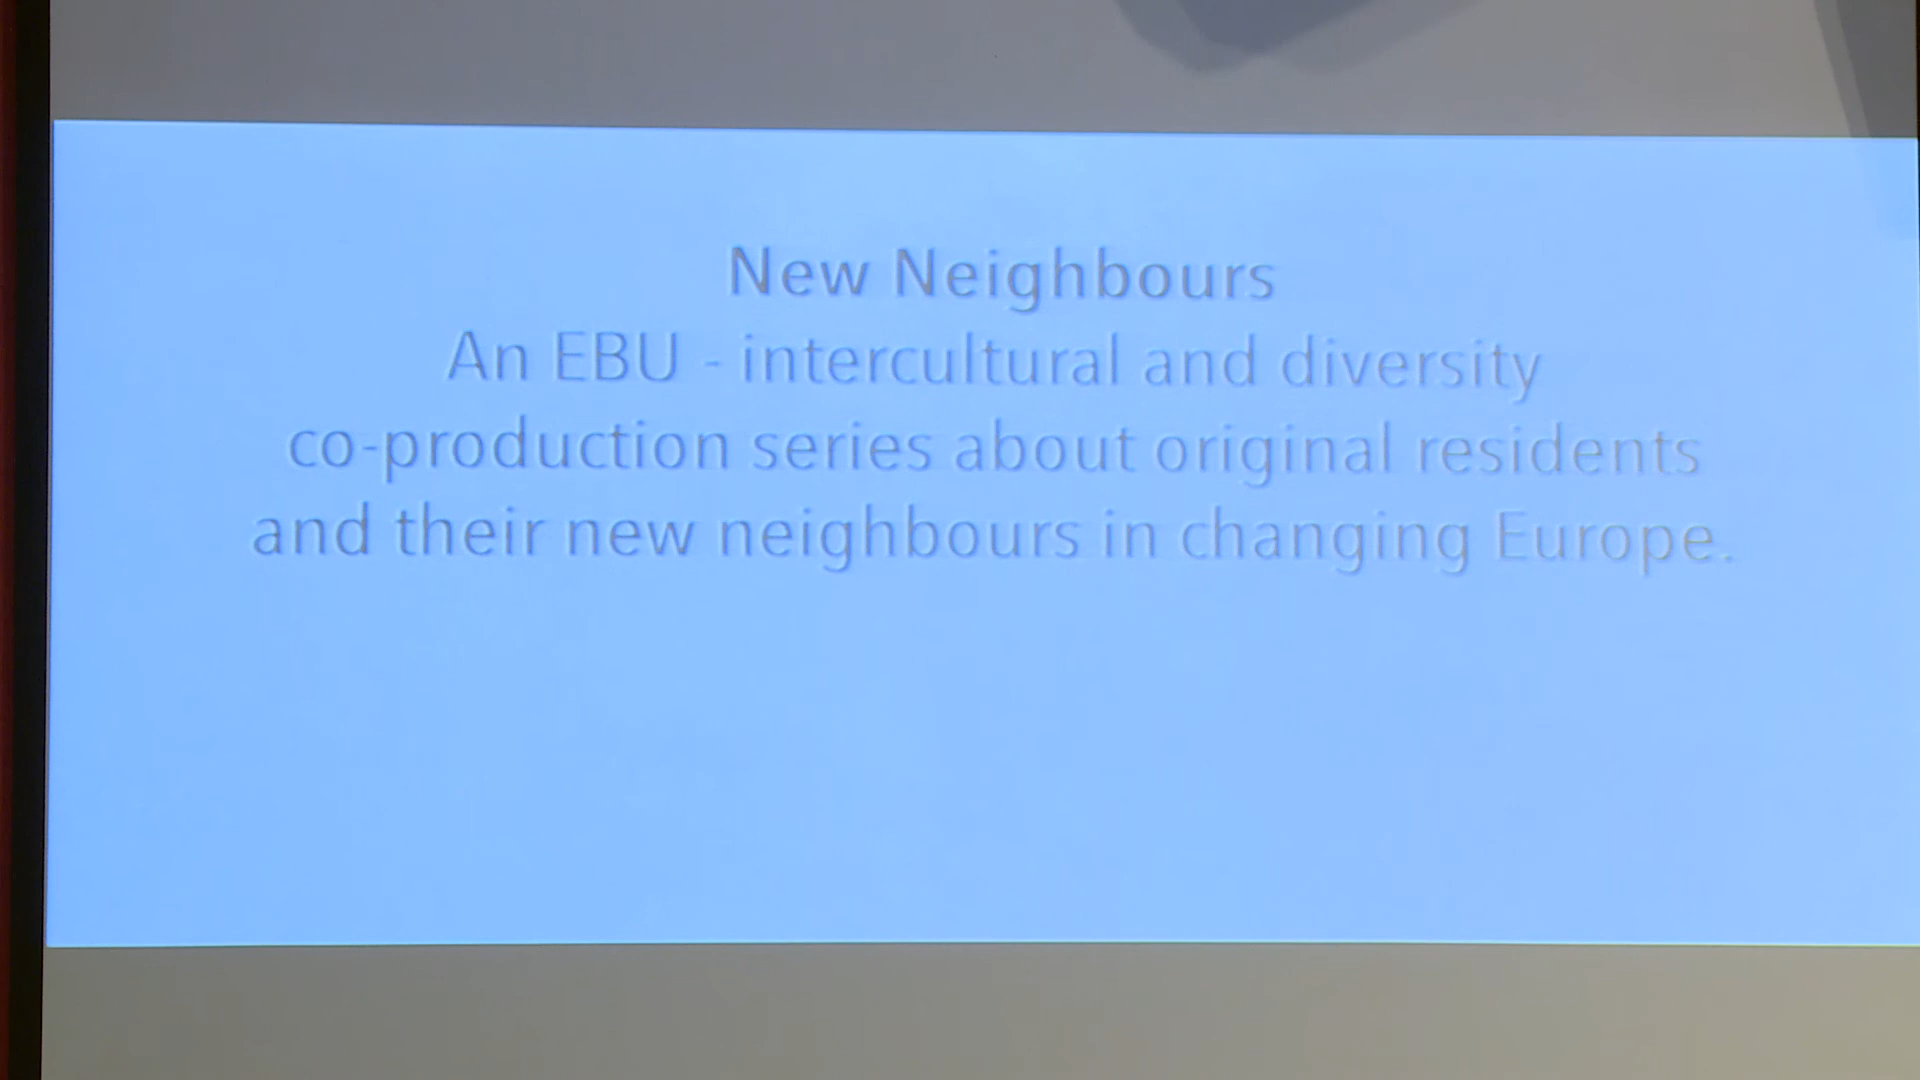 New Neighbours
An EBU - intercultural and diversity
co-production series about original residents
and their new neighbours in changing Europe.